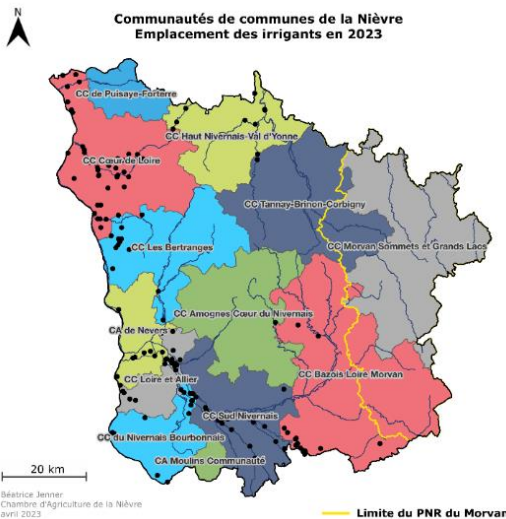 Communautés de communes de la Nièvre
Emplacement des irrigants en 2023
N
CC de Puisaye-Forterre
CC Haut Nivernais-Val d'Yonne
CC Cœur de Loire
CC Tannay-Brinon-Corbigny
CC Les Bertranges
CC Morvan Sommets et Grands Lacs
CC Amognes Cœur du Nivernais
CA de Nevers
CC Bazois Loire Morvan
CC Loire et Allier
CC Sud Nivernais
CC du Nivernais Bourbonnais
CA Moulins Communauté
20 km
Béatrice Jenner
Chambre d'Agriculture de la Nièvre
avril 2023
Limite du PNR du Morvan